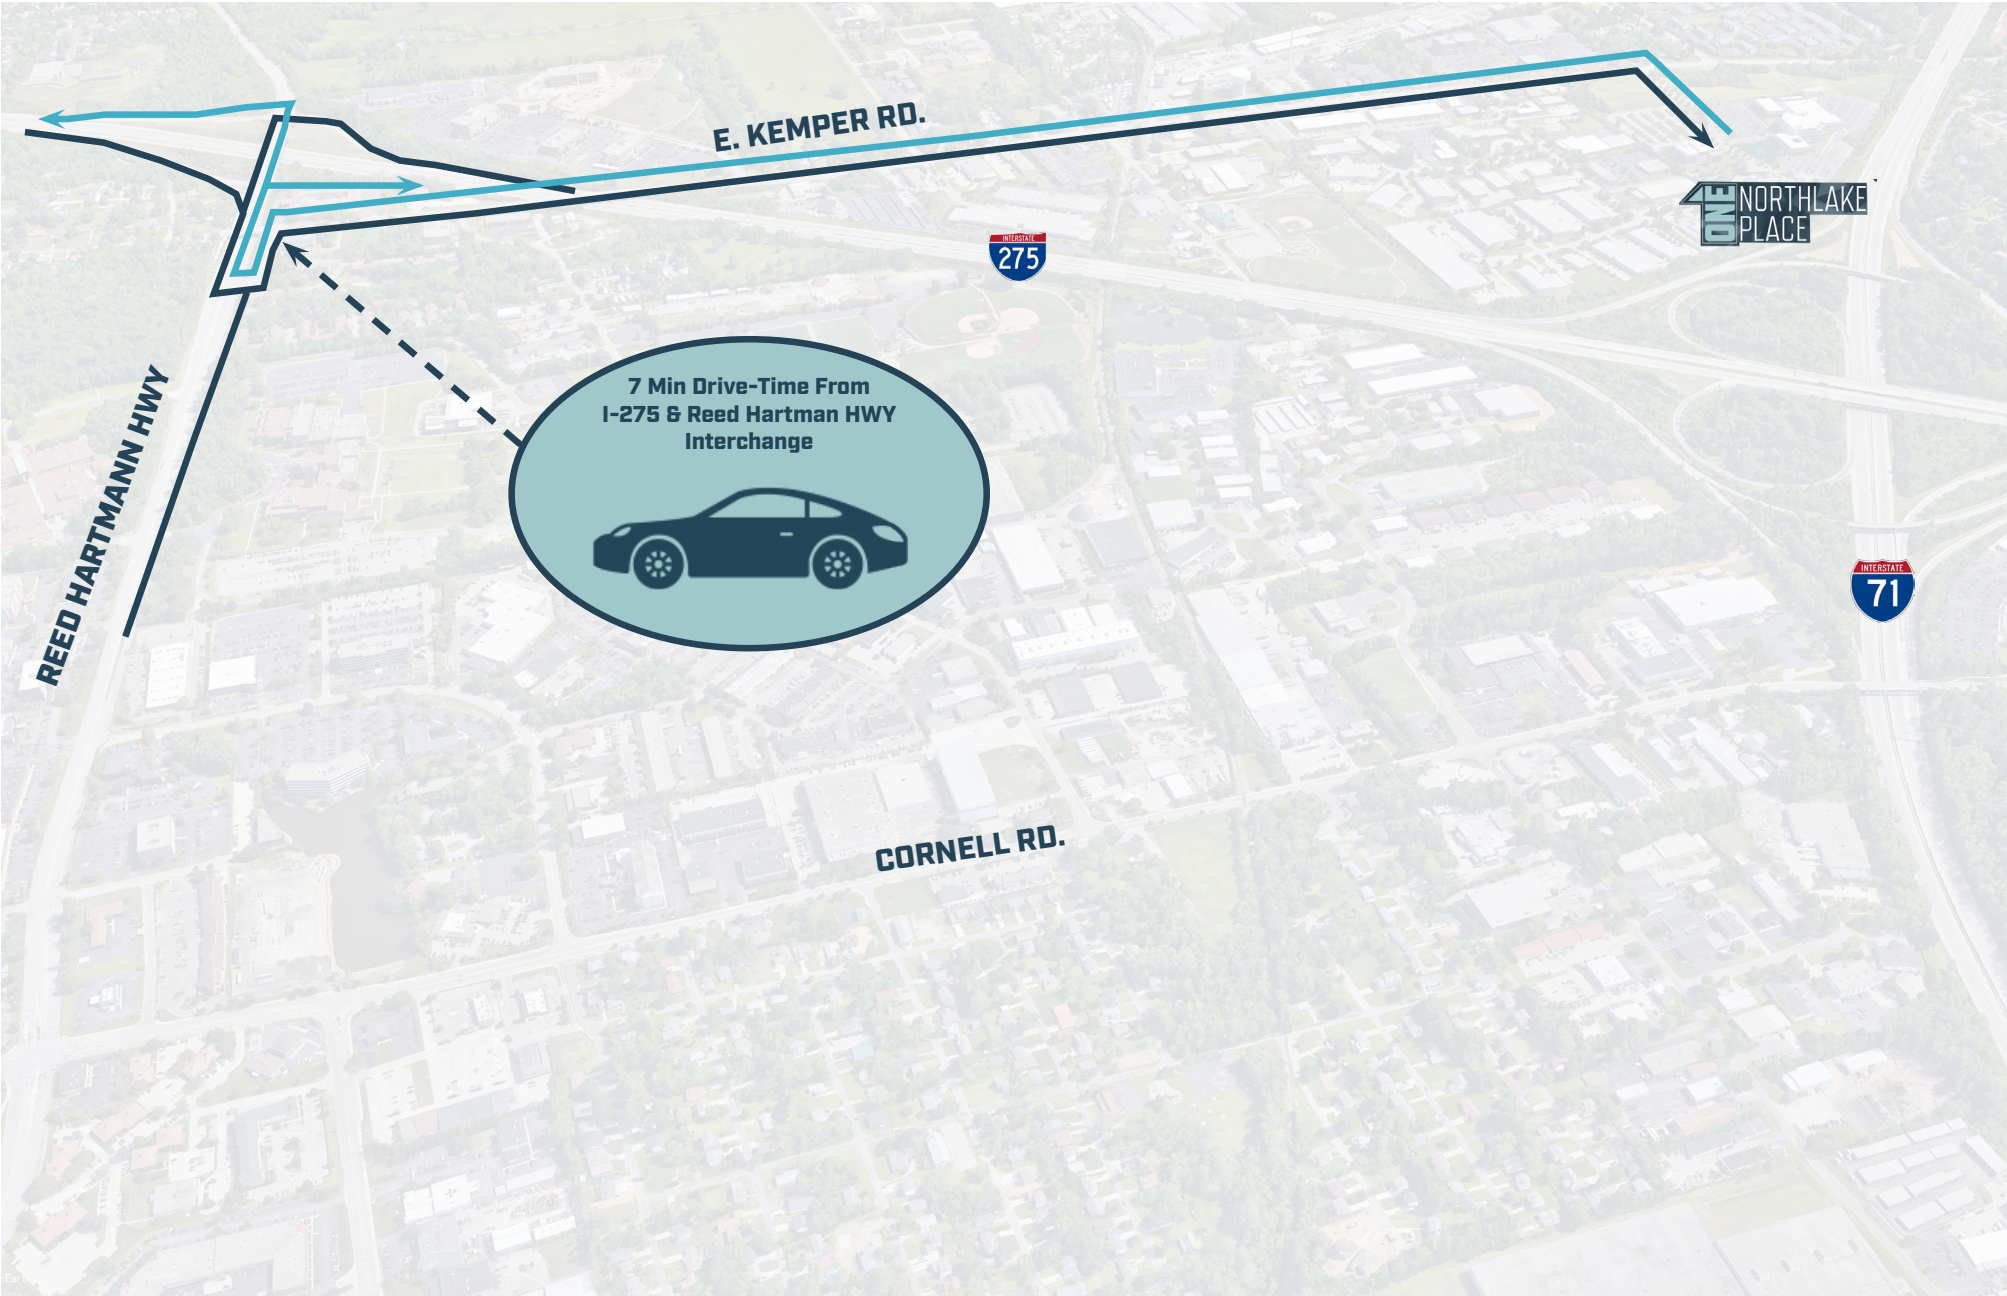 E. KEMPER RD.
ONE
NORTHLAKE
PLACE
INTERSTATE
275
7 Min Drive-Time From
I-275 & Reed Hartman HWY
Interchange
REED HARTMANN HWY
INTERSTATE
71
CORNELL RD.